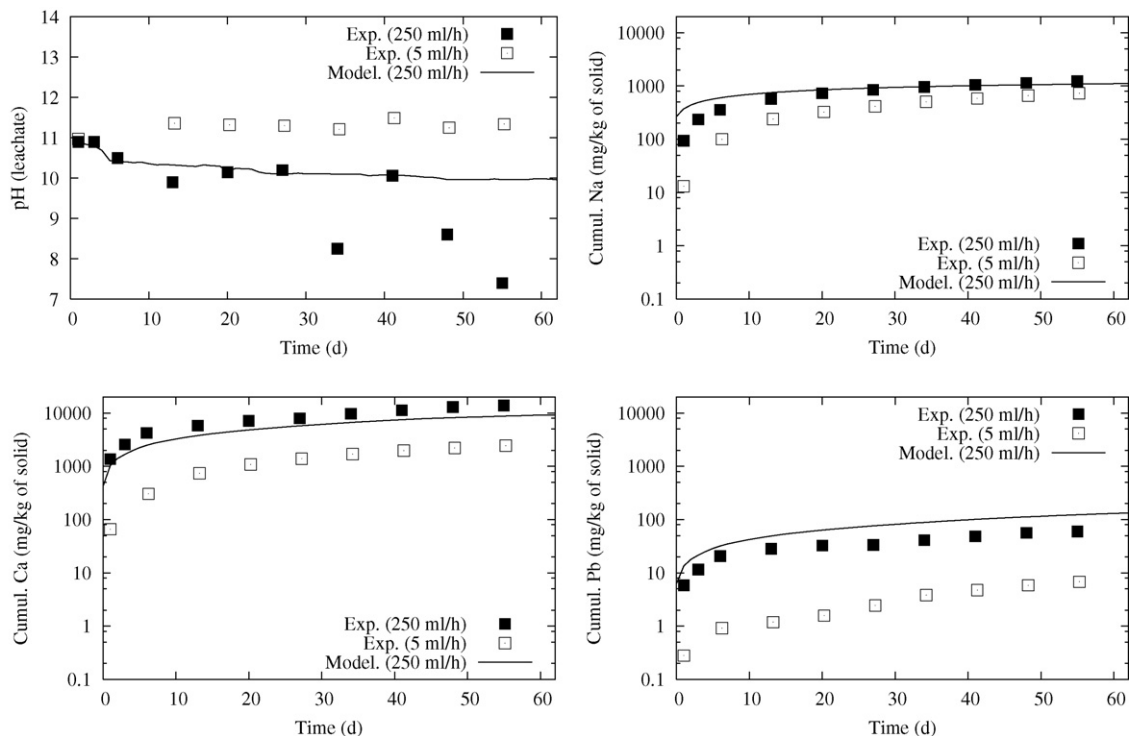 14
13
12
11
10
9
8
7
pH (leachate)
0 10 20 30 40 50 60
Time (d)
Exp. (250 ml/h)
Exp. (5 ml/h)
Model. (250 ml/h)
10000
1000
100
10
1
0.1
Cumul. Na (mg/kg of solid)
0 10 20 30 40 50 60
Time (d)
Exp. (250 ml/h)
Exp. (5 ml/h)
Model. (250 ml/h)
10000
1000
100
10
1
0.1
Cumul. Ca (mg/kg of solid)
0 10 20 30 40 50 60
Time (d)
Exp. (250 ml/h)
Exp. (5 ml/h)
Model. (250 ml/h)
10000
1000
100
10
1
0.1
Cumul. Pb (mg/kg of solid)
0 10 20 30 40 50 60
Time (d)
Exp. (250 ml/h)
Exp. (5 ml/h)
Model. (250 ml/h)